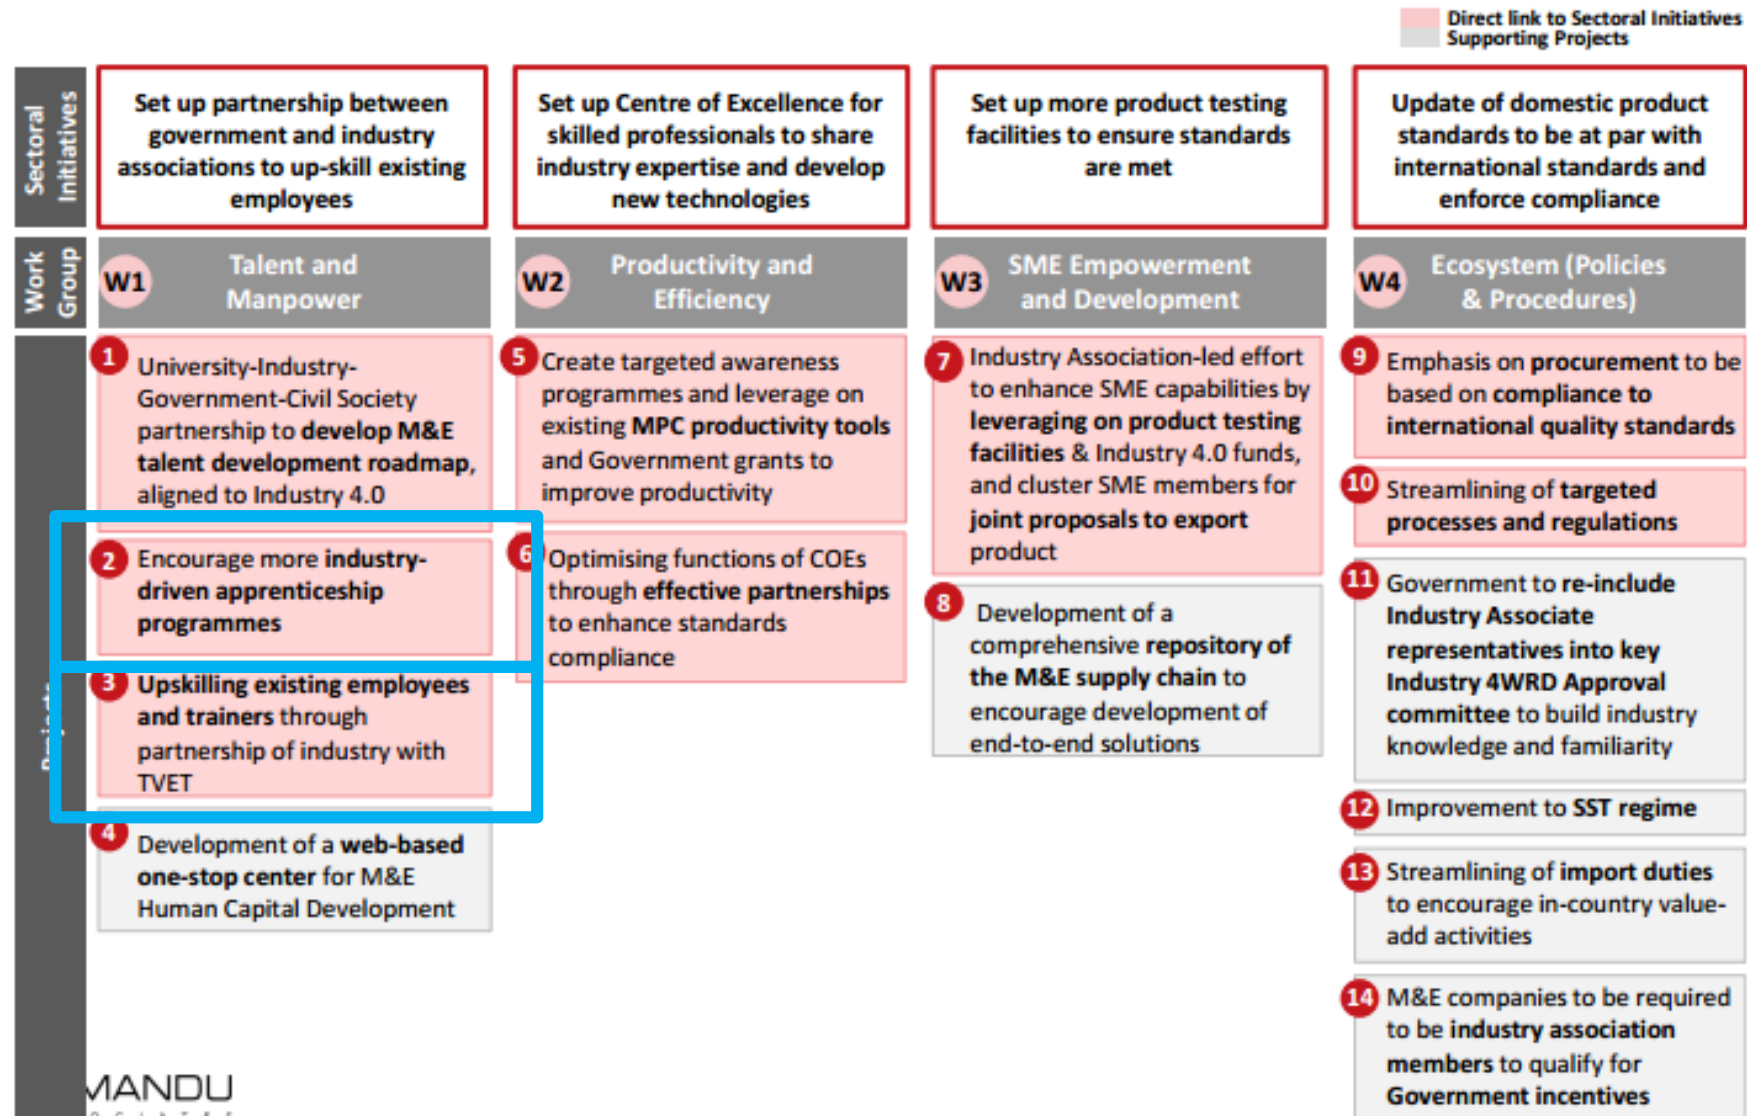 Direct link to Sectoral Initiatives
Supporting Projects
Sectoral
Initiatives
Set up partnership between
government and industry
associations to up-skill existing
employees
Set up Centre of Excellence for
skilled professionals to share
industry expertise and develop
new technologies
Set up more product testing
facilities to ensure standards
are met
Update of domestic product
standards to be at par with
international standards and
enforce compliance
Work
Group
W1
Talent and
Manpower
W2
Productivity and
Efficiency
W3
SME Empowerment
and Development
W4
Ecosystem (Policies
& Procedures)
Projects
1
University-Industry-
Government-Civil Society
partnership to develop M&E
talent development roadmap,
aligned to Industry 4.0
2
Encourage more industry-
driven apprenticeship
programmes
3
Upskilling existing employees
and trainers through
partnership of industry with
TVET
4
Development of a web-based
one-stop center for M&E
Human Capital Development
5
Create targeted awareness
programmes and leverage on
existing MPC productivity tools
and Government grants to
improve productivity
6
Optimising functions of COEs
through effective partnerships
to enhance standards
compliance
7
Industry Association-led effort
to enhance SME capabilities by
leveraging on product testing
facilities & Industry 4.0 funds,
and cluster SME members for
joint proposals to export
product
8
Development of a
comprehensive repository of
the M&E supply chain to
encourage development of
end-to-end solutions
9
Emphasis on procurement to be
based on compliance to
international quality standards
10
Streamlining of targeted
processes and regulations
11
Government to re-include
Industry Associate
representatives into key
Industry 4WRD Approval
committee to build industry
knowledge and familiarity
12
Improvement to SST regime
13
Streamlining of import duties
to encourage in-country value-
add activities
14
M&E companies to be required
to be industry association
members to qualify for
Government incentives
MANDU